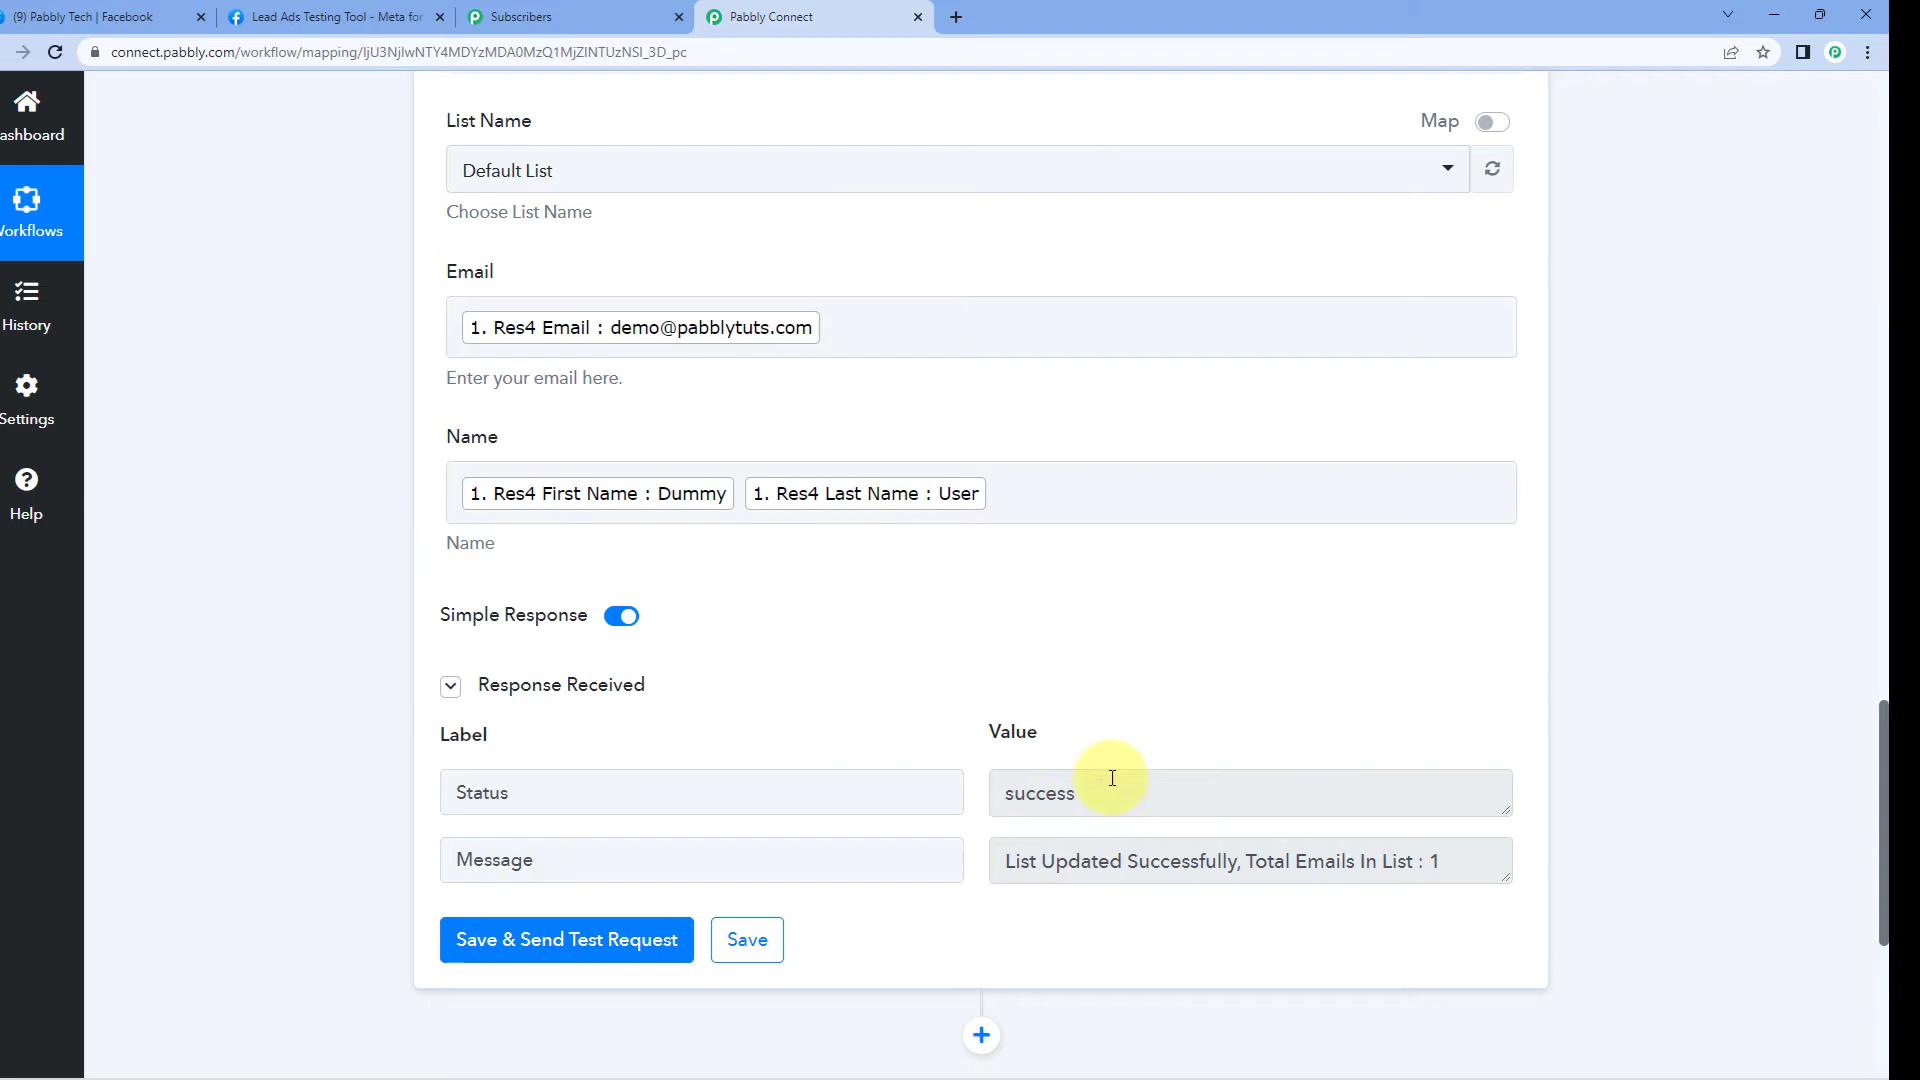 (9) Pabbly Tech | Facebook
Lead Ads Testing Tool - Meta for
Subscribers
Pabbly Connect
connect.pabbly.com/workflow/mapping/IjU3NjIwNTY4MDYzMDA0MzQ1MjZlNTUzNSI_3D_pc
ashboard
Workflows
History
Settings
Help
List Name
Map
Default List
Choose List Name
Email
1. Res4 Email : demo@pabblytuts.com
Enter your email here.
Name
1. Res4 First Name : Dummy 1. Res4 Last Name : User
Name
Simple Response
Response Received
Label
Value
Status
success
Message
List Updated Successfully, Total Emails In List : 1
Save & Send Test Request
Save